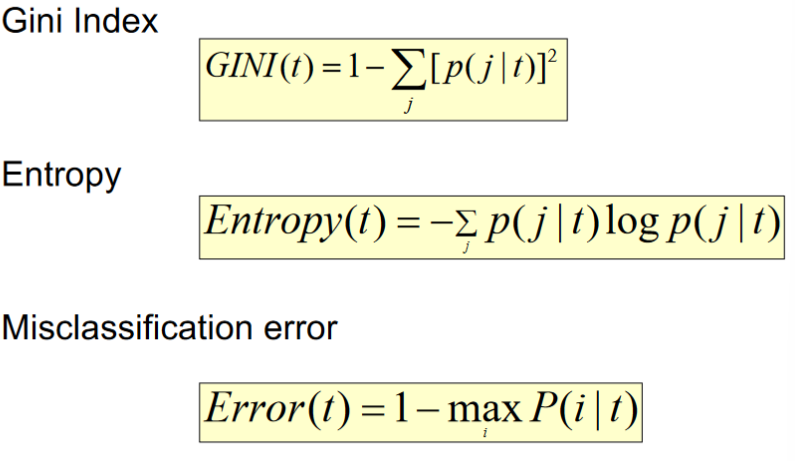 Gini Index
GINI(t) = 1 − ∑_j [p(j | t)]²
Entropy
Entropy(t) = −∑_j p(j | t) log p(j | t)
Misclassification error
Error(t) = 1 − max_i P(i | t)